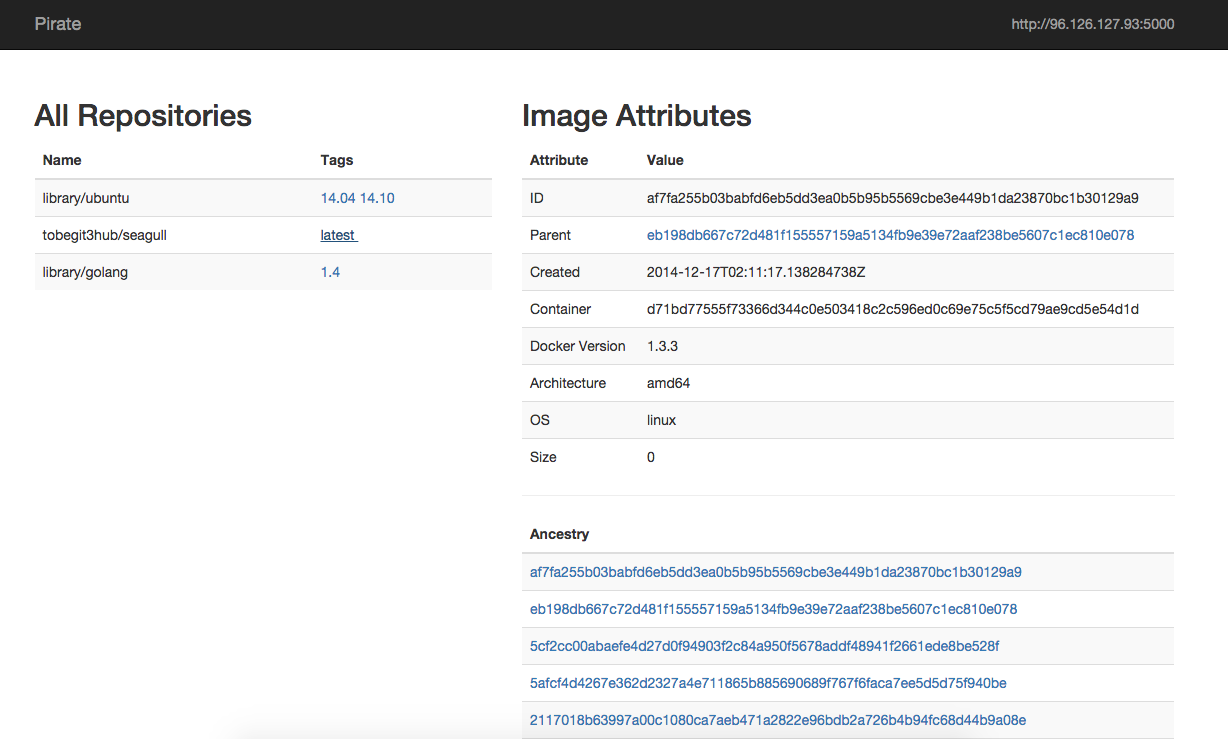 Pirate
http://96.126.127.93:5000
All Repositories
Name Tags
library/ubuntu 14.04 14.10
tobegit3hub/seagull latest
library/golang 1.4
Image Attributes
Attribute Value
ID af7fa255b03babfd6eb5dd3ea0b5b95b5569cbe3e449b1da23870bc1b30129a9
Parent eb198db667c72d481f155557159a5134fb9e39e72aaf238be5607c1ec810e078
Created 2014-12-17T02:11:17.138284738Z
Container d71bd77555f73366d344c0e503418c2c596ed0c69e75c5f5cd79ae9cd5e54d1d
Docker Version 1.3.3
Architecture amd64
OS linux
Size 0
Ancestry
af7fa255b03babfd6eb5dd3ea0b5b95b5569cbe3e449b1da23870bc1b30129a9
eb198db667c72d481f155557159a5134fb9e39e72aaf238be5607c1ec810e078
5cf2cc00abaefe4d27d0f94903f2c84a950f5678addf48941f2661ede8be528f
5afcf4d4267e362d2327a4e711865b885690689f767f6faca7ee5d5d75f940be
2117018b63997a00c1080ca7aeb471a2822e96bdb2a726b4b94fc68d44b9a08e